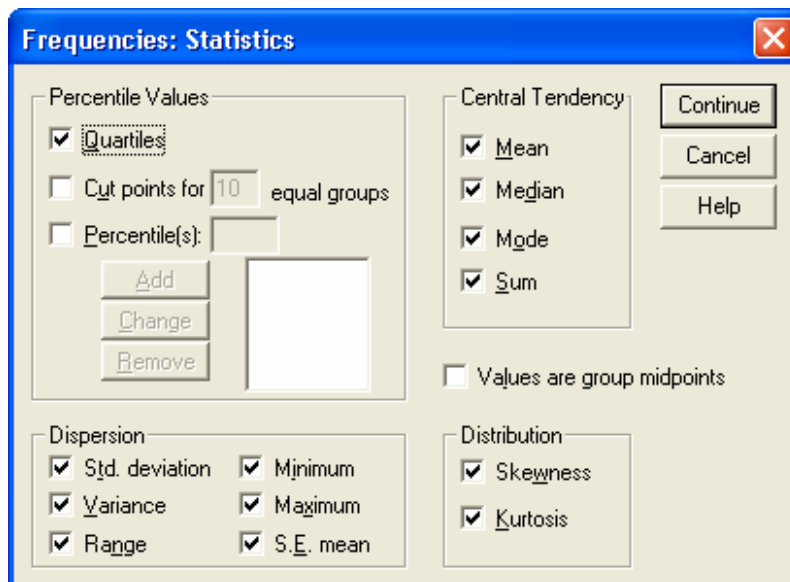 Frequencies: Statistics
Percentile Values
Quartiles
Cut points for 10 equal groups
Percentile(s):
Add
Change
Remove
Central Tendency
Mean
Median
Mode
Sum
Continue
Cancel
Help
Values are group midpoints
Dispersion
Std. deviation Minimum
Variance Maximum
Range S.E. mean
Distribution
Skewness
Kurtosis